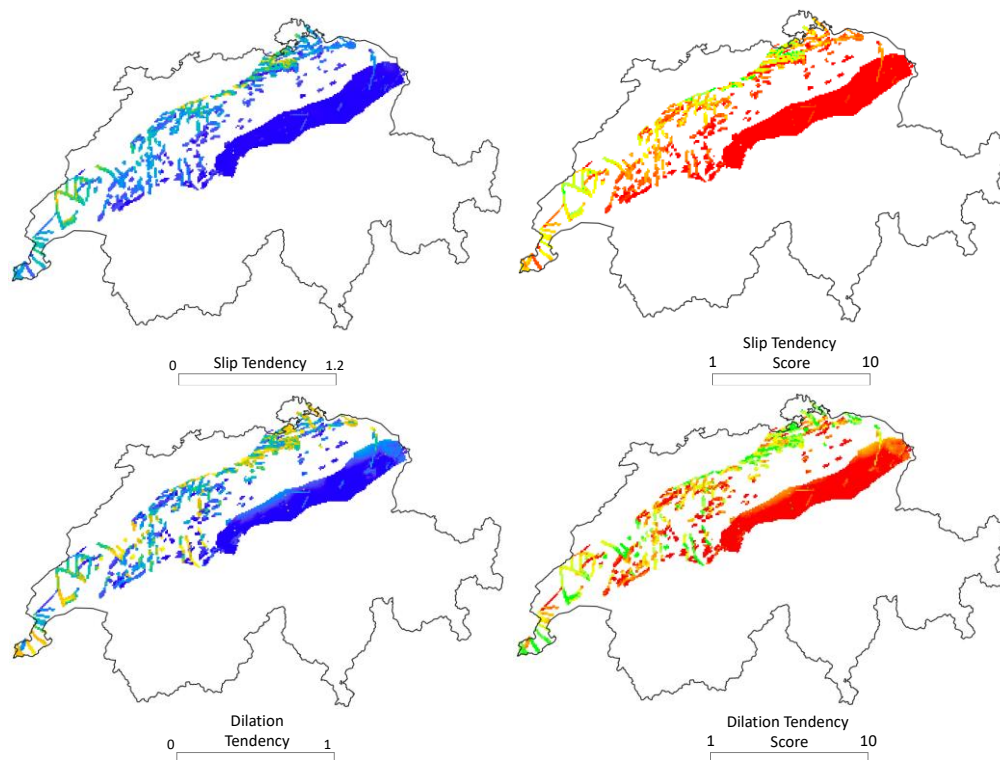 0 Slip Tendency 1.2
Slip Tendency
1 Score 10
Dilation
0 Tendency 1
Dilation Tendency
1 Score 10